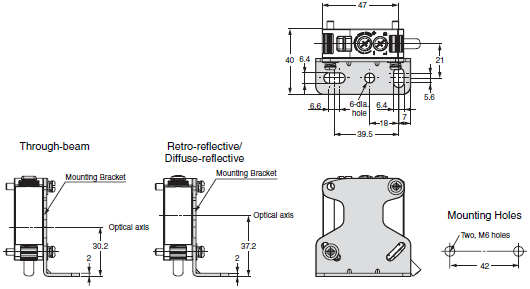 47
40
6.4
21
6.6
6-dia.
hole
6.4
5.6
7
18
39.5
Through-beam
Retro-reflective/
Diffuse-reflective
Mounting Bracket
Mounting Bracket
Optical axis
Optical axis
30.2
2
37.2
2
Mounting Holes
Two, M6 holes
42